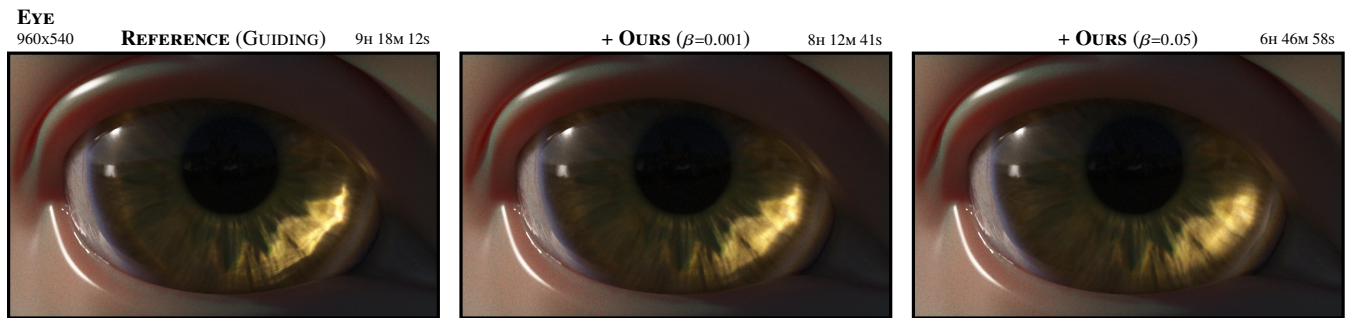 EYE
960x540 REFERENCE (GUIDING) 9H 18M 12S + OURS (β=0.001) 8H 12M 41S + OURS (β=0.05) 6H 46M 58S